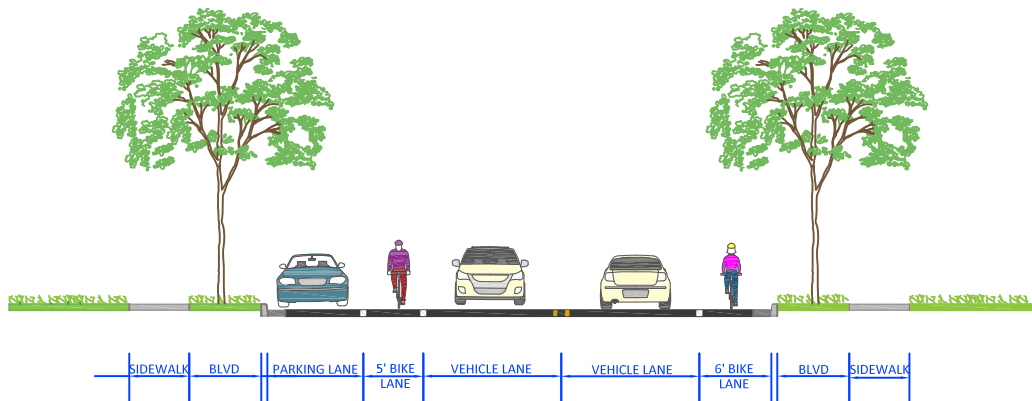 SIDEWALK
BLVD
PARKING LANE
5' BIKE
LANE
VEHICLE LANE
VEHICLE LANE
6' BIKE
LANE
BLVD
SIDEWALK